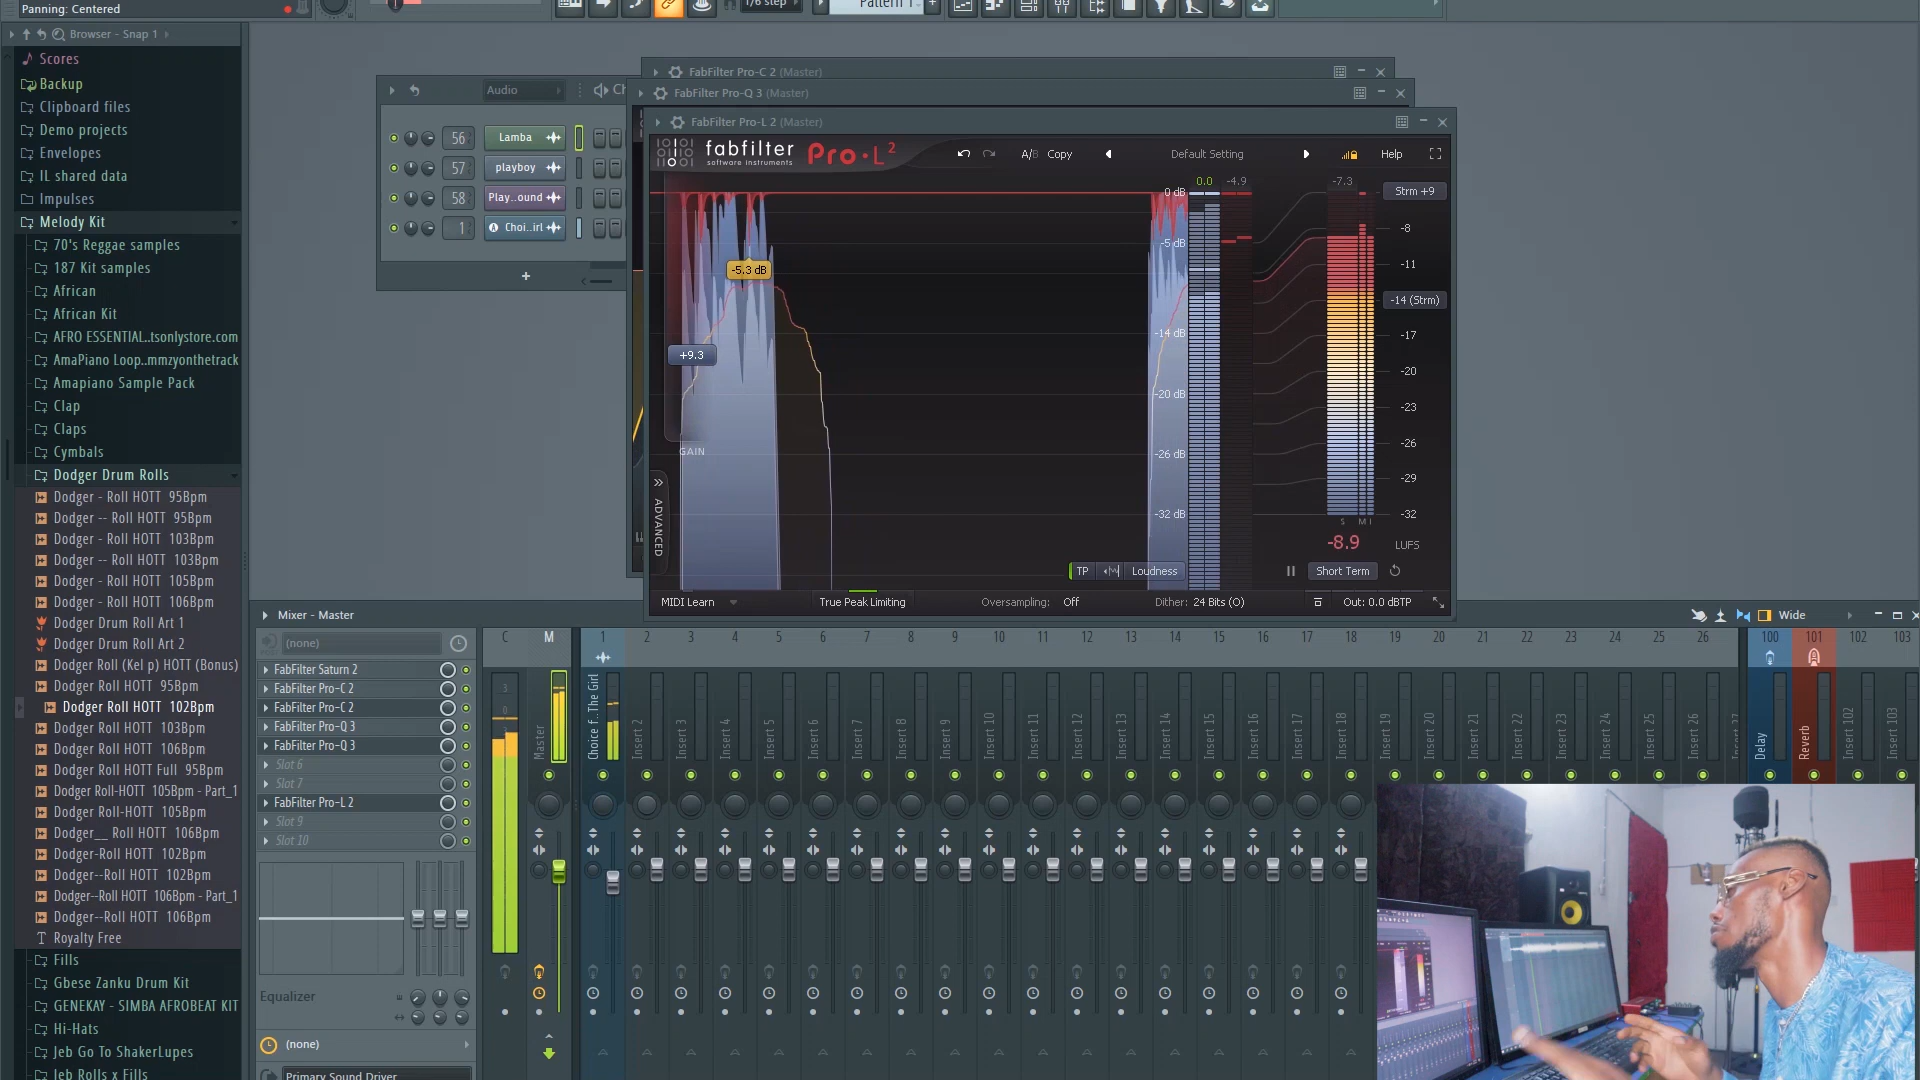 Panning: Centered
1/6 step
Pattern 1
Browser - Snap 1
Scores
Backup
Clipboard files
Demo projects
Envelopes
IL shared data
Impulses
Melody Kit
70's Reggae samples
187 Kit samples
African
African Kit
AFRO ESSENTIAL..tsonlystore.com
AmaPiano Loop..mmzyonthetrack
Amapiano Sample Pack
Clap
Claps
Cymbals
Dodger Drum Rolls
Dodger - Roll HOTT 95Bpm
Dodger -- Roll HOTT 95Bpm
Dodger - Roll HOTT 103Bpm
Dodger -- Roll HOTT 103Bpm
Dodger - Roll HOTT 105Bpm
Dodger - Roll HOTT 106Bpm
Dodger Drum Roll Art 1
Dodger Drum Roll Art 2
Dodger Roll (Kel p) HOTT (Bonus)
Dodger Roll HOTT 95Bpm
Dodger Roll HOTT 102Bpm
Dodger Roll HOTT 103Bpm
Dodger Roll HOTT 106Bpm
Dodger Roll HOTT Full 95Bpm
Dodger Roll-HOTT 105Bpm - Part_1
Dodger Roll-HOTT 105Bpm
Dodger__ Roll HOTT 106Bpm
Dodger-Roll HOTT 102Bpm
Dodger--Roll HOTT 102Bpm
Dodger--Roll HOTT 106Bpm - Part_1
Dodger--Roll HOTT 106Bpm
Royalty Free
Fills
Gbese Zanku Drum Kit
GENEKAY - SIMBA AFROBEAT KIT
Hi-Hats
Jeb Go To ShakerLupes
Jeb Rolls x Fills
Audio
Ch
56 Lamba
57 playboy
58 Play..ound
1 Choi..irl
+
FabFilter Pro-C 2 (Master)
FabFilter Pro-Q 3 (Master)
FabFilter Pro-L 2 (Master)
fabfilter
software instruments
Pro·L²
A/B Copy
Default Setting
Help
0.0 -4.9 -7.3
Strm +9
0 dB
-5 dB
-14 dB
-20 dB
-26 dB
-32 dB
-5.3 dB
+9.3
GAIN
ADVANCED
-8
-11
-14 (Strm)
-17
-20
-23
-26
-29
-32
S M I
-8.9 LUFS
TP Loudness
Short Term
MIDI Learn
True Peak Limiting
Oversampling: Off
Dither: 24 Bits (O)
Out: 0.0 dBTP
Mixer - Master
Wide
(none)
FabFilter Saturn 2
FabFilter Pro-C 2
FabFilter Pro-C 2
FabFilter Pro-Q 3
FabFilter Pro-Q 3
Slot 6
Slot 7
FabFilter Pro-L 2
Slot 9
Slot 10
Equalizer
(none)
Primary Sound Driver
C M 1 2 3 4 5 6 7 8 9 10 11 12 13 14 15 16 17 18 19 20 21 22 23 24 25 26 100 101 102 103
3
0
Master
Choice f..The Girl
Insert 2
Insert 3
Insert 4
Insert 5
Insert 6
Insert 7
Insert 8
Insert 9
Insert 10
Insert 11
Insert 12
Insert 13
Insert 14
Insert 15
Insert 16
Insert 17
Insert 18
Insert 19
Insert 20
Insert 21
Insert 22
Insert 23
Insert 24
Insert 25
Insert 26
Delay
Reverb
Insert 102
Insert 103